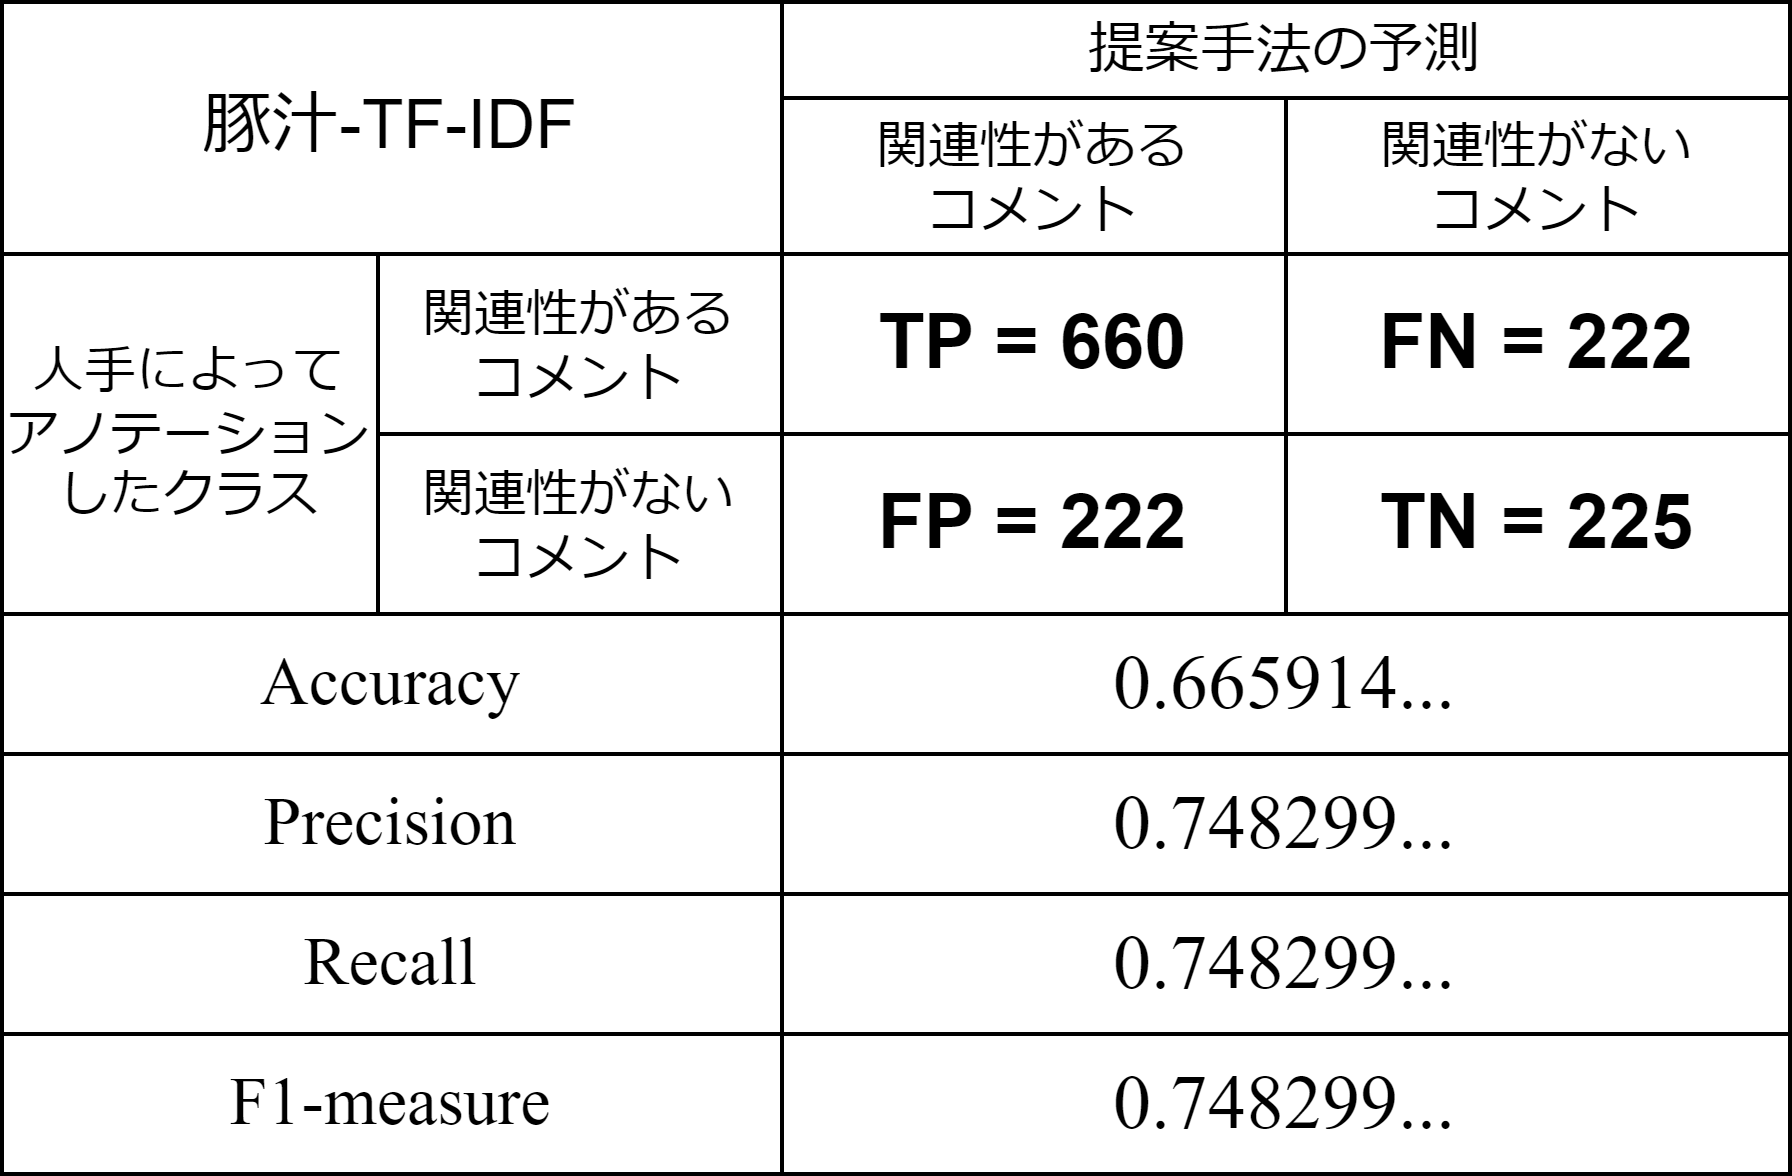 豚汁-TF-IDF
提案手法の予測
関連性がある
コメント
関連性がない
コメント
人手によって
アノテーション
したクラス
関連性がある
コメント
TP = 660
FN = 222
関連性がない
コメント
FP = 222
TN = 225
Accuracy
0.665914...
Precision
0.748299...
Recall
0.748299...
F1-measure
0.748299...